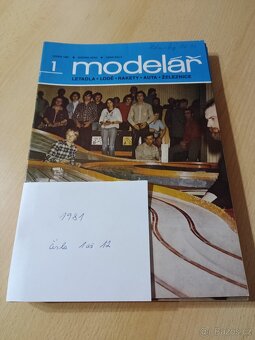 1
modelář
LETADLA • LODĚ • RAKETY • AUTA • ŽELEZNICE
1981
čísla 1 až 12